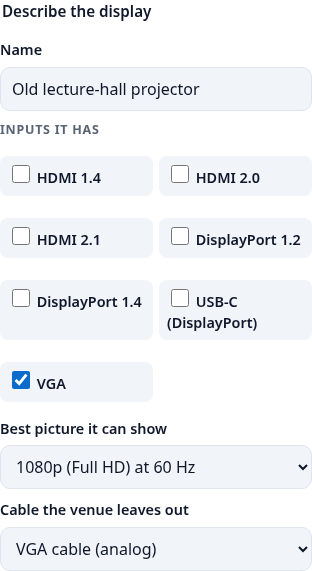 Describe the display
Name
Old lecture-hall projector
INPUTS IT HAS
HDMI 1.4
HDMI 2.0
HDMI 2.1
DisplayPort 1.2
DisplayPort 1.4
USB-C
(DisplayPort)
VGA
Best picture it can show
1080p (Full HD) at 60 Hz
Cable the venue leaves out
VGA cable (analog)